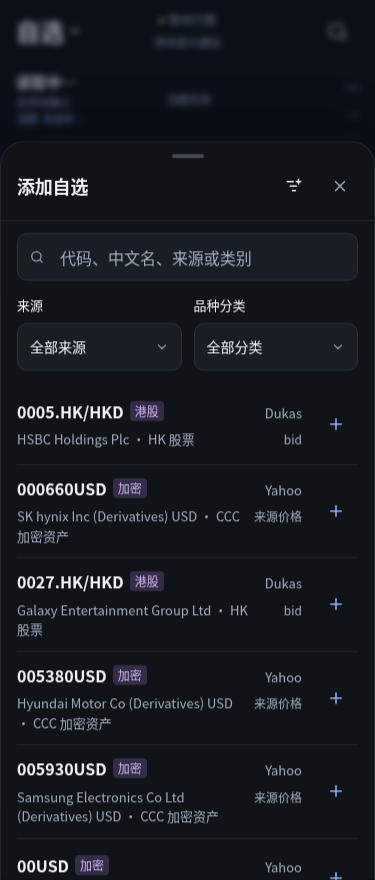 自选
添加自选
代码、中文名、来源或类别
来源
品种分类
全部来源
全部分类
0005.HK/HKD 港股 Dukas
HSBC Holdings Plc • HK 股票 bid
000660USD 加密 Yahoo
SK hynix Inc (Derivatives) USD • CCC 来源价格
加密资产
0027.HK/HKD 港股 Dukas
Galaxy Entertainment Group Ltd • HK bid
股票
005380USD 加密 Yahoo
Hyundai Motor Co (Derivatives) USD 来源价格
• CCC 加密资产
005930USD 加密 Yahoo
Samsung Electronics Co Ltd 来源价格
(Derivatives) USD • CCC 加密资产
00USD 加密 Yahoo